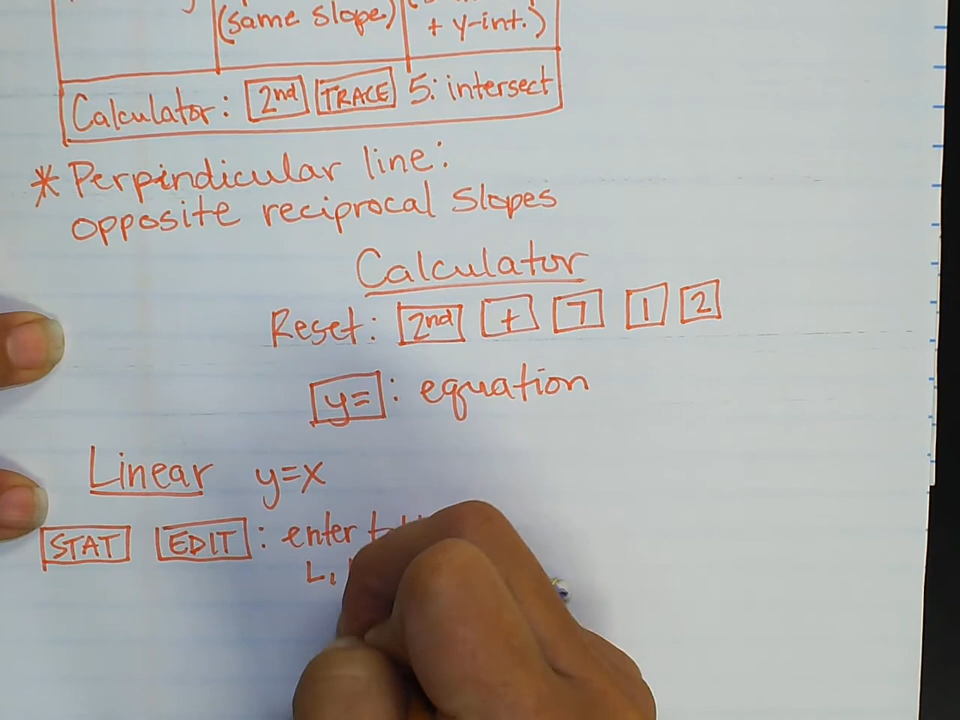 (same slope)
+ y-int.)
Calculator: 2nd TRACE 5: intersect
* Perpindicular line:
opposite reciprocal slopes
Calculator
Reset: 2nd + 7 1 2
y=: equation
Linear y=x
STAT EDIT: enter
L1